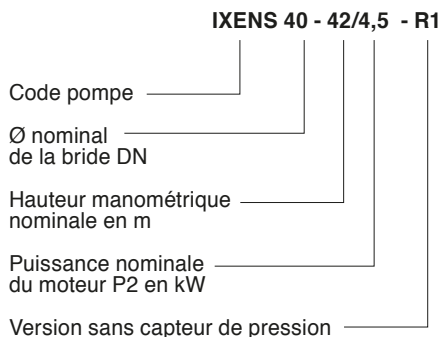 IXENS 40 - 42/4,5 - R1
Code pompe
Ø nominal
de la bride DN
Hauteur manométrique
nominale en m
Puissance nominale
du moteur P2 en kW
Version sans capteur de pression